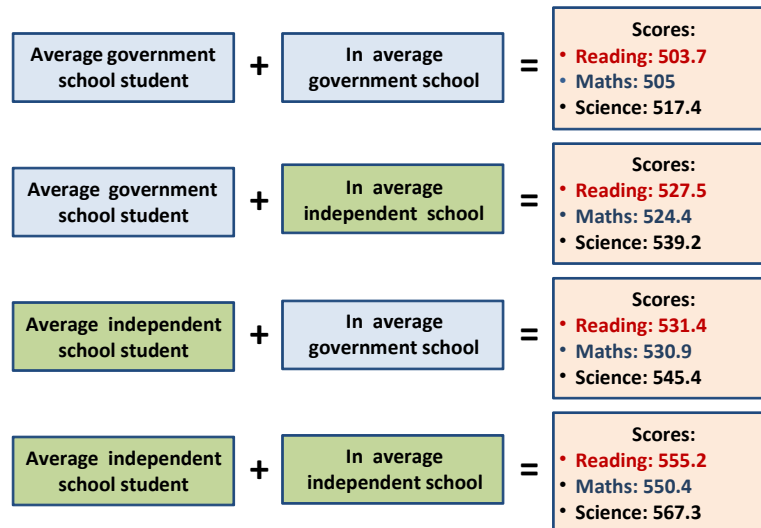 Average government
school student
+
In average
government school
=
Scores:
• Reading: 503.7
• Maths: 505
• Science: 517.4
Average government
school student
+
In average
independent school
=
Scores:
• Reading: 527.5
• Maths: 524.4
• Science: 539.2
Average independent
school student
+
In average
government school
=
Scores:
• Reading: 531.4
• Maths: 530.9
• Science: 545.4
Average independent
school student
+
In average
independent school
=
Scores:
• Reading: 555.2
• Maths: 550.4
• Science: 567.3